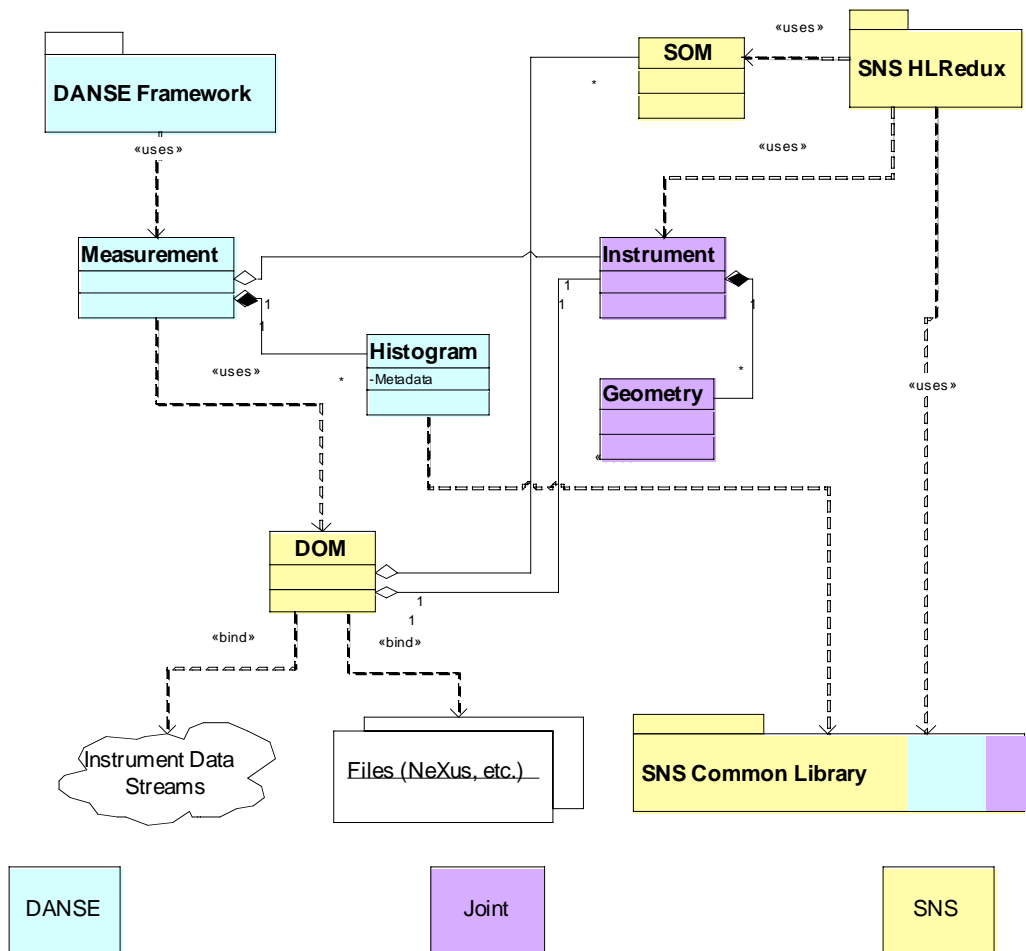 «uses»
SOM
SNS HLRedux
DANSE Framework
*
«uses»
«uses»
Measurement
Instrument
1
1
1
1
1
Histogram
-Metadata
«uses»
*
*
«uses»
Geometry
DOM
1
1
«bind»
«bind»
Instrument Data
Streams
Files (NeXus, etc.)
SNS Common Library
DANSE
Joint
SNS